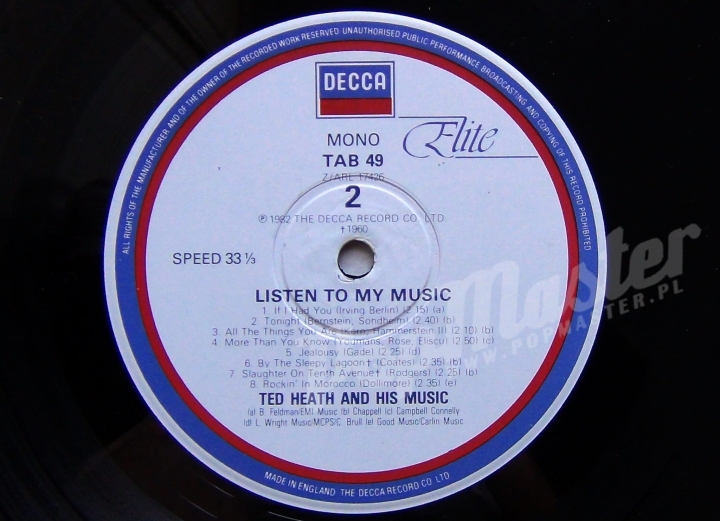 ALL RIGHTS OF THE MANUFACTURER AND OF THE OWNER OF THE RECORDED WORK RESERVED UNAUTHORISED PUBLIC PERFORMANCE BROADCASTING AND COPYING OF THIS RECORD PROHIBITED
DECCA
Elite
MONO
TAB 49
Z/ARL 17426
2
℗ 1982 THE DECCA RECORD CO. LTD.
†1960
SPEED 33 ⅓
LISTEN TO MY MUSIC
1. If I Had You (Irving Berlin) (2.15) (a)
2. Tonight (Bernstein, Sondheim) (2.40) (b)
3. All The Things You Are (Kern, Hammerstein II) (2.10) (b)
4. More Than You Know (Youmans, Rose, Eliscu) (2.50) (c)
5. Jealousy (Gade) (2.25) (d)
6. By The Sleepy Lagoon† (Coates) (2.35) (b)
7. Slaughter On Tenth Avenue† (Rodgers) (2.25) (b)
8. Rockin' In Morocco (Dollimore) (2.35) (e)
TED HEATH AND HIS MUSIC
(a) B. Feldman/EMI Music (b) Chappell (c) Campbell Connelly
(d) L. Wright Music/MCPS/C. Brull (e) Good Music/Carlin Music
MADE IN ENGLAND THE DECCA RECORD CO. LTD
Master
WWW.POPMASTER.PL